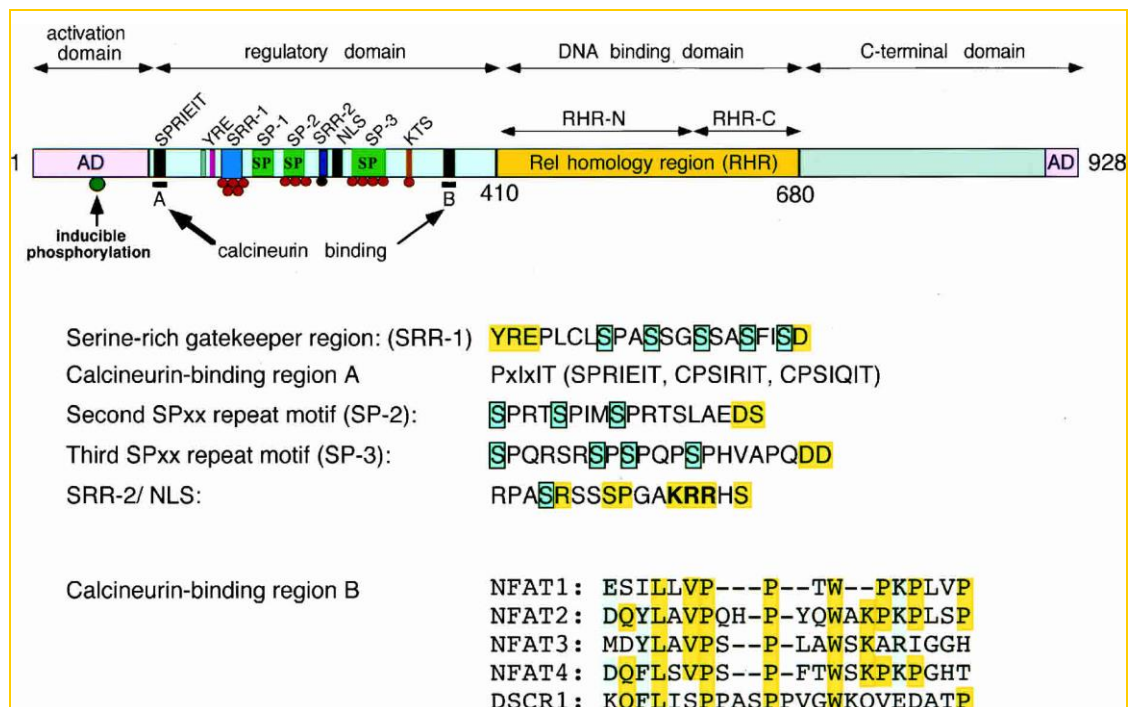 activation domain
regulatory domain
DNA binding domain
C-terminal domain
SPRIEIT
YRE
SRR-1
SP-1
SP-2
SRR-2
NLS
SP-3
KTS
RHR-N
RHR-C
1
AD
SP
SP
SP
Rel homology region (RHR)
AD
928
A
B
410
680
inducible
phosphorylation
calcineurin binding
Serine-rich gatekeeper region: (SRR-1) YREPLCLSPASSGSSASFISD
Calcineurin-binding region A PxIxIT (SPRIEIT, CPSIRIT, CPSIQIT)
Second SPxx repeat motif (SP-2): SPRTSPIMSPRTSLAEDS
Third SPxx repeat motif (SP-3): SPQRSRSPSPQPSPHVAPQDD
SRR-2/ NLS: RPASRSSSPGAKRRHS
Calcineurin-binding region B NFAT1: ESILLVP---P--TW--PKPLVP
NFAT2: DQYLAVPQH-P-YQWAKPKPLSP
NFAT3: MDYLAVPS--P-LAWSKARIGGH
NFAT4: DQFLSVPS--P-FTWSKPKPGHT
DSCR1: KQFLISPPASPPVGWKQVEDATP